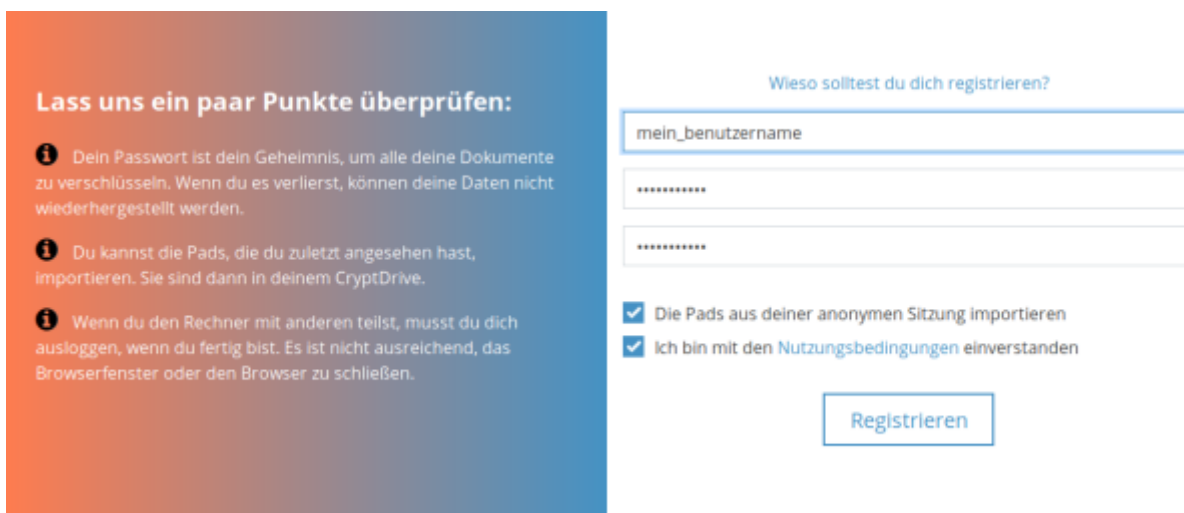 Lass uns ein paar Punkte überprüfen:
Dein Passwort ist dein Geheimnis, um alle deine Dokumente
zu verschlüsseln. Wenn du es verlierst, können deine Daten nicht
wiederhergestellt werden.
Du kannst die Pads, die du zuletzt angesehen hast,
importieren. Sie sind dann in deinem CryptDrive.
Wenn du den Rechner mit anderen teilst, musst du dich
ausloggen, wenn du fertig bist. Es ist nicht ausreichend, das
Browserfenster oder den Browser zu schließen.
Wieso solltest du dich registrieren?
mein_benutzername
•••••••••••
•••••••••••
Die Pads aus deiner anonymen Sitzung importieren
Ich bin mit den Nutzungsbedingungen einverstanden
Registrieren